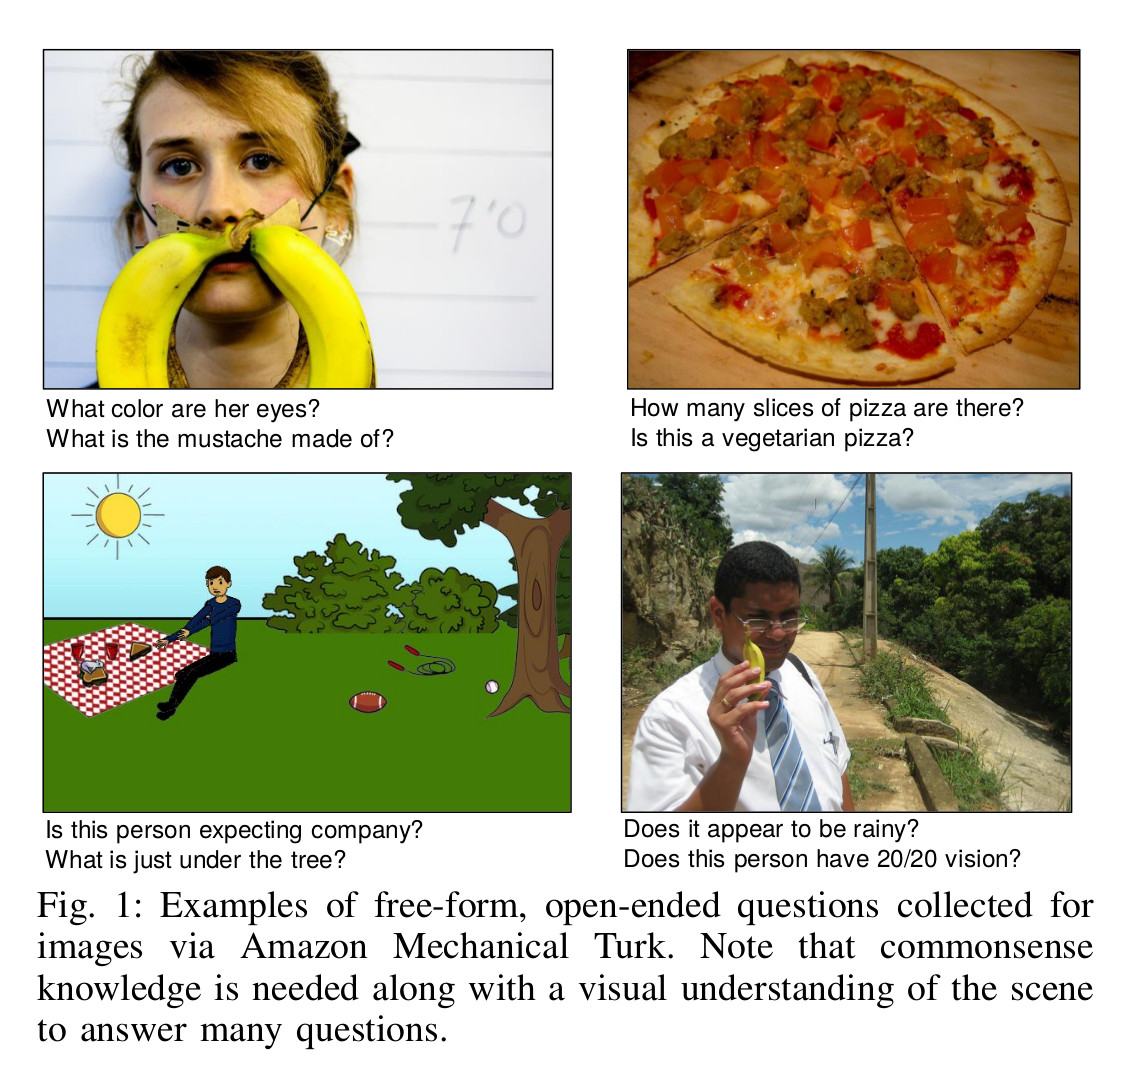 7'0
What color are her eyes?
What is the mustache made of?
How many slices of pizza are there?
Is this a vegetarian pizza?
Is this person expecting company?
What is just under the tree?
Does it appear to be rainy?
Does this person have 20/20 vision?
Fig. 1: Examples of free-form, open-ended questions collected for
images via Amazon Mechanical Turk. Note that commonsense
knowledge is needed along with a visual understanding of the scene
to answer many questions.